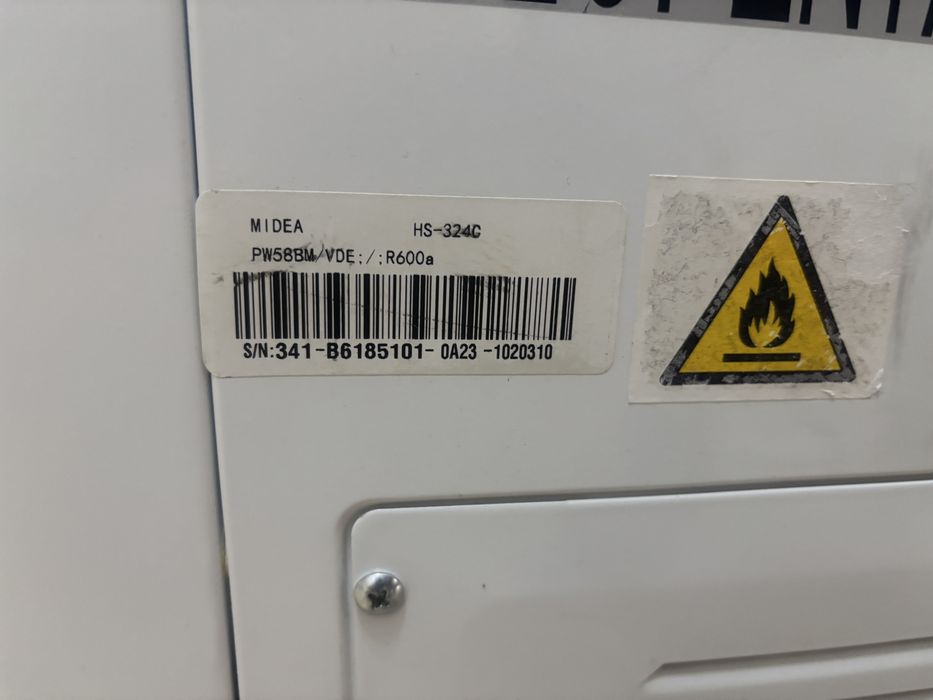 MIDEA HS-324C
PW58BM/VDE;/;R600a
S/N:341-B6185101-0A23-1020310